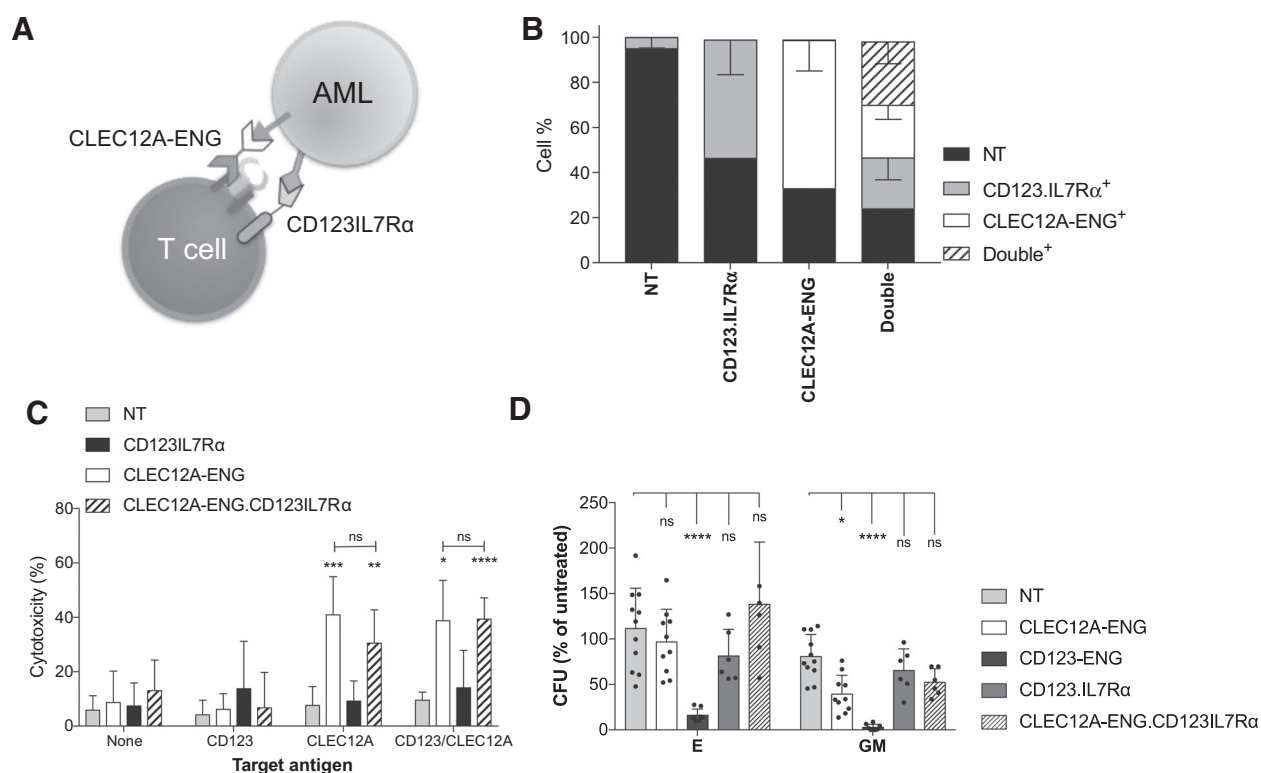 A
AML
CLEC12A-ENG
CD123IL7Rα
T cell
B
Cell %
100
80
60
40
20
0
NT
CD123.IL7Rα
CLEC12A-ENG
Double
NT
CD123.IL7Rα+
CLEC12A-ENG+
Double+
C
NT
CD123IL7Rα
CLEC12A-ENG
CLEC12A-ENG.CD123IL7Rα
Cytotoxicity (%)
80
60
40
20
0
ns
ns
*** ** * ****
None CD123 CLEC12A CD123/CLEC12A
Target antigen
D
CFU (% of untreated)
250
200
150
100
50
0
ns **** ns ns
* **** ns ns
E GM
NT
CLEC12A-ENG
CD123-ENG
CD123.IL7Rα
CLEC12A-ENG.CD123IL7Rα